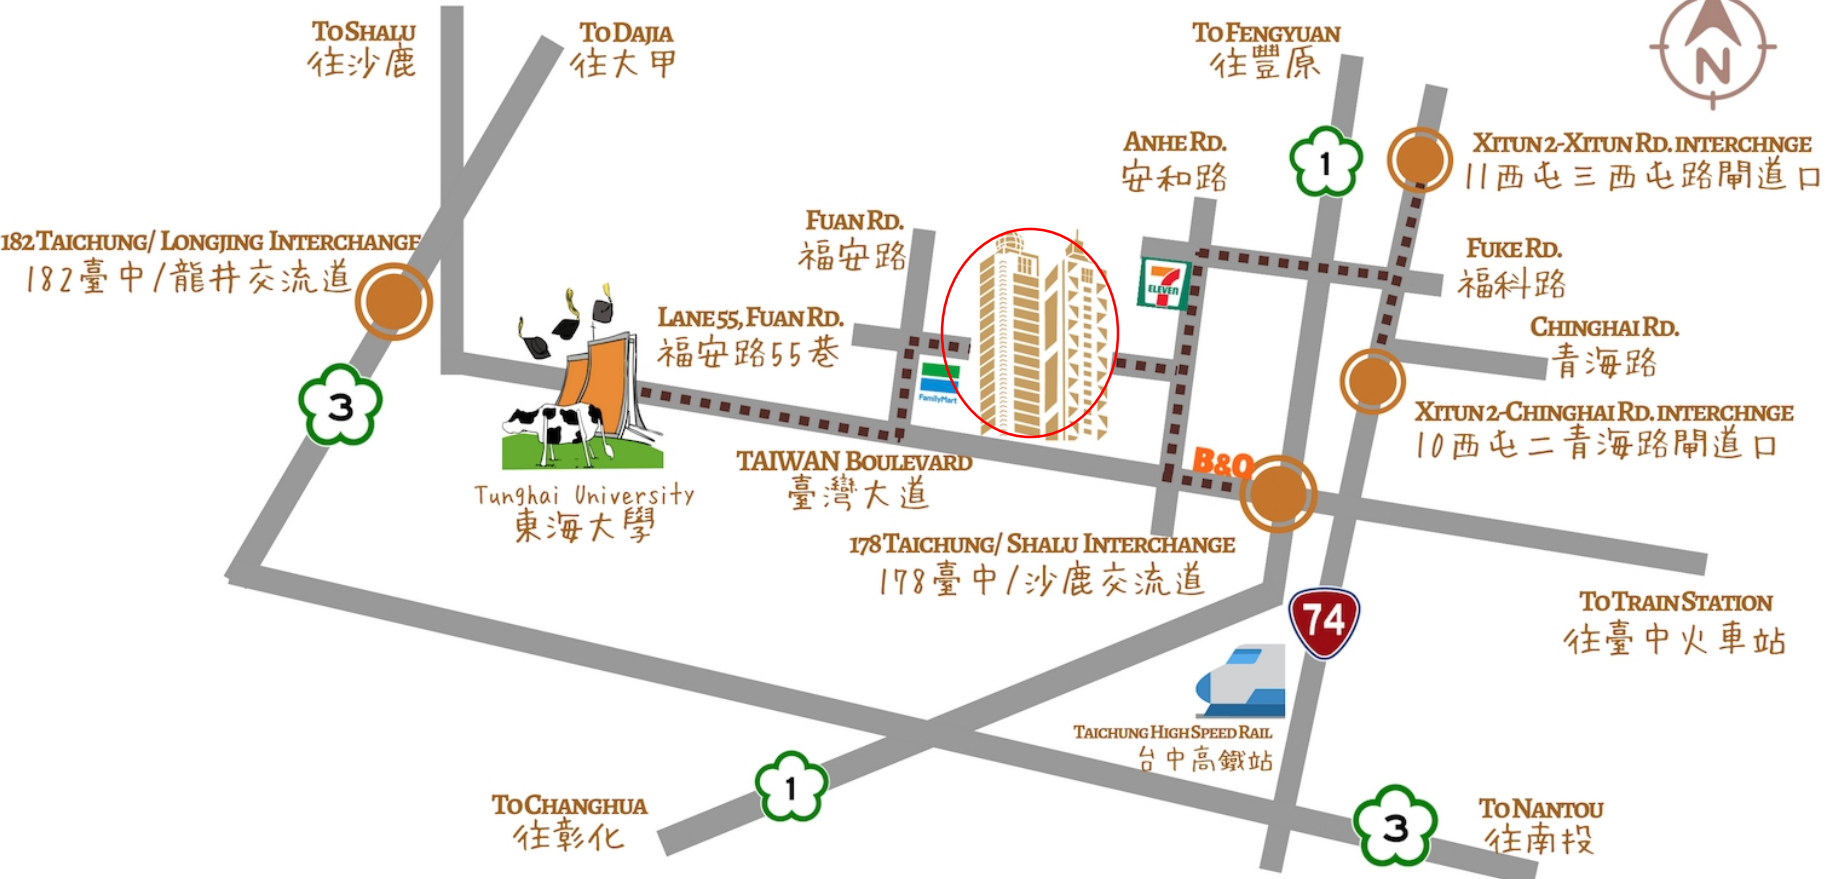 To Shalu
往沙鹿
To Dajia
往大甲
To Fengyuan
往豐原
N
Anhe Rd.
安和路
1
Xitun 2-Xitun Rd. interchnge
11西屯三西屯路閘道口
182 Taichung/ Longjing Interchange
182臺中/龍井交流道
Fuan Rd.
福安路
7
ELEVEN
Fuke Rd.
福科路
Lane 55, Fuan Rd.
福安路55巷
Chinghai Rd.
青海路
FamilyMart
3
Xitun 2-Chinghai Rd. interchnge
10西屯二青海路閘道口
TAIWAN Boulevard
臺灣大道
B&Q
Tunghai University
東海大學
178 Taichung/ Shalu Interchange
178臺中/沙鹿交流道
74
To Train Station
往臺中火車站
Taichung High Speed Rail
台中高鐵站
1
To Changhua
往彰化
3
To Nantou
往南投